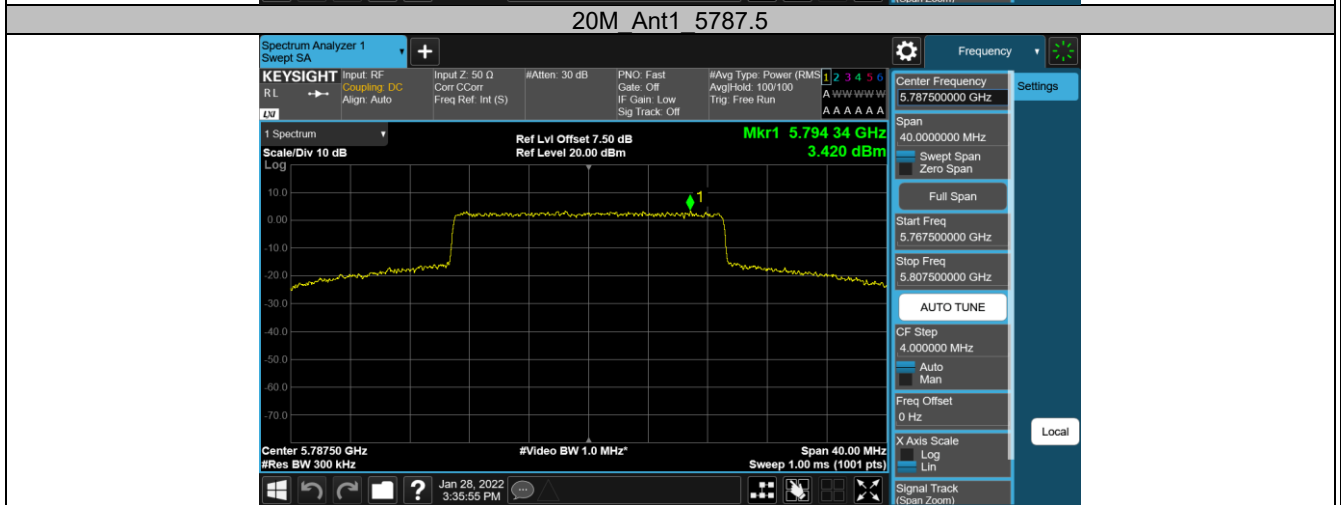 (Span Zoom)
20M_Ant1_5787.5
Spectrum Analyzer 1
Swept SA
+
Frequency
KEYSIGHT
RL
LXI
Input: RF
Coupling: DC
Align: Auto
Input Z: 50 Ω
Corr CCorr
Freq Ref: Int (S)
#Atten: 30 dB
PNO: Fast
Gate: Off
IF Gain: Low
Sig Track: Off
#Avg Type: Power (RMS
Avg|Hold: 100/100
Trig: Free Run
1 2 3 4 5 6
A W W W W W
A A A A A A
1 Spectrum
Scale/Div 10 dB
Log
Ref Lvl Offset 7.50 dB
Ref Level 20.00 dBm
Mkr1 5.794 34 GHz
3.420 dBm
1
10.0
0.00
-10.0
-20.0
-30.0
-40.0
-50.0
-60.0
-70.0
Center 5.78750 GHz
#Res BW 300 kHz
#Video BW 1.0 MHz*
Span 40.00 MHz
Sweep 1.00 ms (1001 pts)
Center Frequency
5.787500000 GHz
Settings
Span
40.0000000 MHz
Swept Span
Zero Span
Full Span
Start Freq
5.767500000 GHz
Stop Freq
5.807500000 GHz
AUTO TUNE
CF Step
4.000000 MHz
Auto
Man
Freq Offset
0 Hz
X Axis Scale
Log
Lin
Local
Signal Track
(Span Zoom)
?
Jan 28, 2022
3:35:55 PM